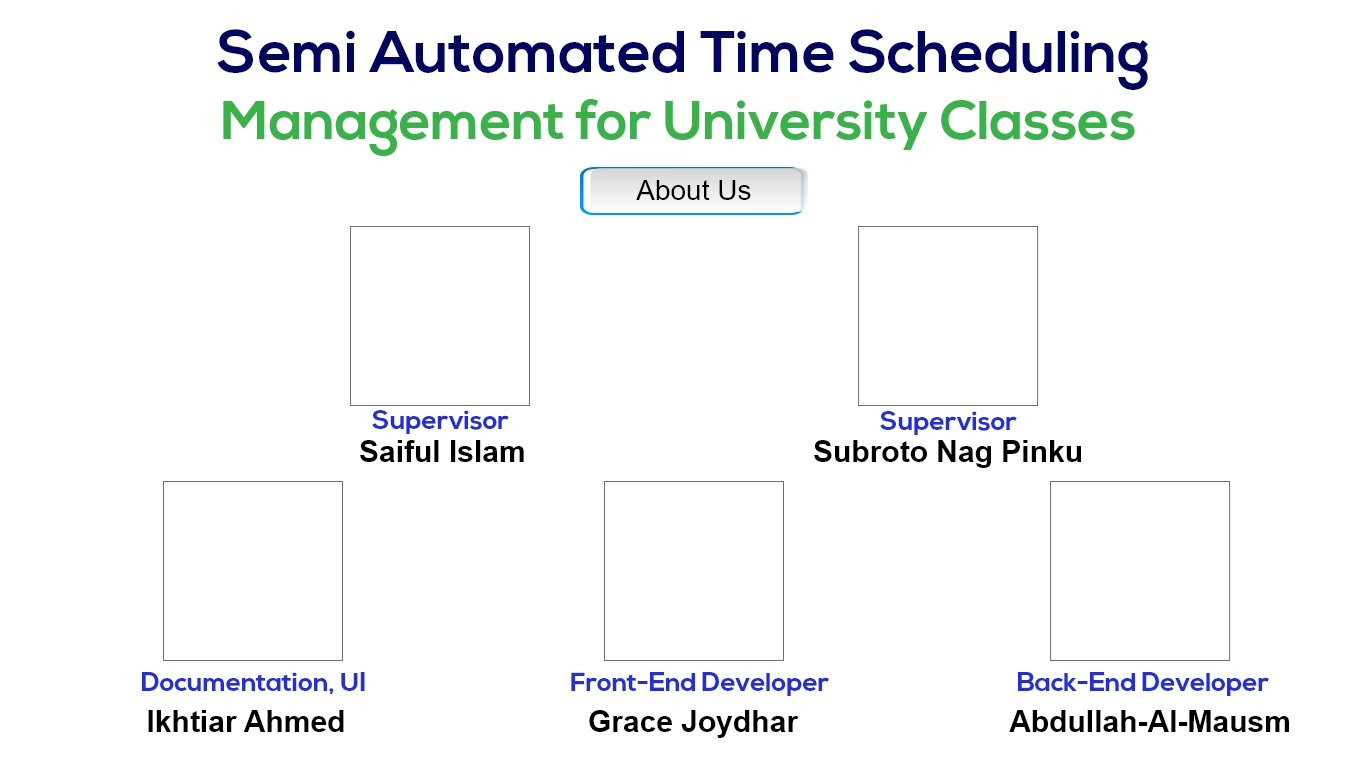 Semi Automated Time Scheduling
Management for University Classes
About Us
Supervisor
Saiful Islam
Supervisor
Subroto Nag Pinku
Documentation, UI
Ikhtiar Ahmed
Front-End Developer
Grace Joydhar
Back-End Developer
Abdullah-Al-Mausm